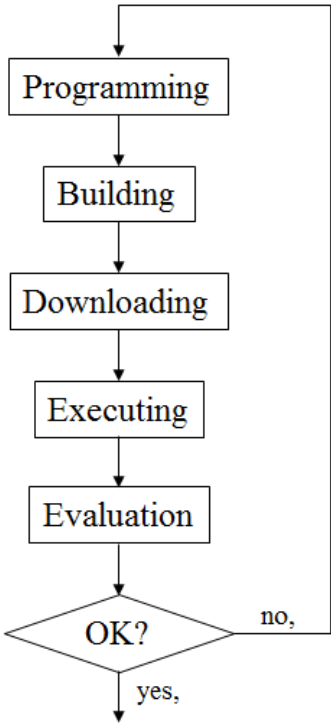 Programming
Building
Downloading
Executing
Evaluation
OK?
no,
yes,